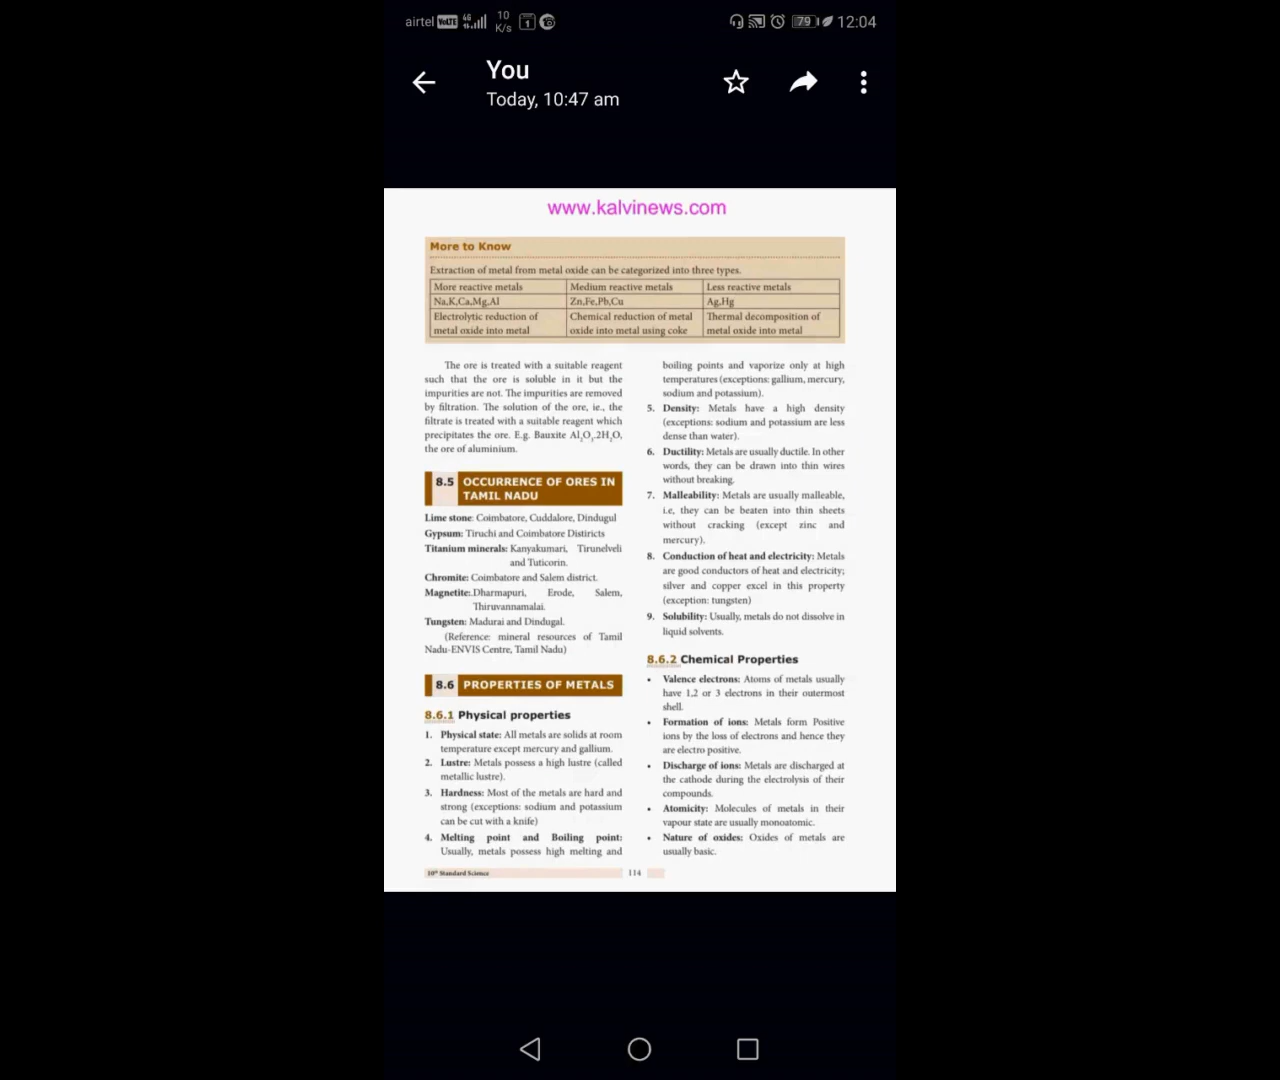 airtel VoLTE 4G 10 K/s 1 79 12:04
You
Today, 10:47 am
www.kalvinews.com
More to Know
Extraction of metal from metal oxide can be categorized into three types.
More reactive metals Medium reactive metals Less reactive metals
Na,K,Ca,Mg,Al Zn,Fe,Pb,Cu Ag,Hg
Electrolytic reduction of Chemical reduction of metal Thermal decomposition of
metal oxide into metal oxide into metal using coke metal oxide into metal
The ore is treated with a suitable reagent
such that the ore is soluble in it but the
impurities are not. The impurities are removed
by filtration. The solution of the ore, ie., the
filtrate is treated with a suitable reagent which
precipitates the ore. E.g. Bauxite Al₂O₃.2H₂O,
the ore of aluminium.
8.5 OCCURRENCE OF ORES IN
TAMIL NADU
Lime stone: Coimbatore, Cuddalore, Dindugul
Gypsum: Tiruchi and Coimbatore Distiricts
Titanium minerals: Kanyakumari, Tirunelveli
and Tuticorin.
Chromite: Coimbatore and Salem district.
Magnetite:.Dharmapuri, Erode, Salem,
Thiruvannamalai.
Tungsten: Madurai and Dindugal.
(Reference: mineral resources of Tamil
Nadu-ENVIS Centre, Tamil Nadu)
8.6 PROPERTIES OF METALS
8.6.1 Physical properties
1. Physical state: All metals are solids at room
temperature except mercury and gallium.
2. Lustre: Metals possess a high lustre (called
metallic lustre).
3. Hardness: Most of the metals are hard and
strong (exceptions: sodium and potassium
can be cut with a knife)
4. Melting point and Boiling point:
Usually, metals possess high melting and
boiling points and vaporize only at high
temperatures (exceptions: gallium, mercury,
sodium and potassium).
5. Density: Metals have a high density
(exceptions: sodium and potassium are less
dense than water).
6. Ductility: Metals are usually ductile. In other
words, they can be drawn into thin wires
without breaking.
7. Malleability: Metals are usually malleable,
i.e, they can be beaten into thin sheets
without cracking (except zinc and
mercury).
8. Conduction of heat and electricity: Metals
are good conductors of heat and electricity;
silver and copper excel in this property
(exception: tungsten)
9. Solubility: Usually, metals do not dissolve in
liquid solvents.
8.6.2 Chemical Properties
• Valence electrons: Atoms of metals usually
have 1,2 or 3 electrons in their outermost
shell.
• Formation of ions: Metals form Positive
ions by the loss of electrons and hence they
are electro positive.
• Discharge of ions: Metals are discharged at
the cathode during the electrolysis of their
compounds.
• Atomicity: Molecules of metals in their
vapour state are usually monoatomic.
• Nature of oxides: Oxides of metals are
usually basic.
10th Standard Science 114